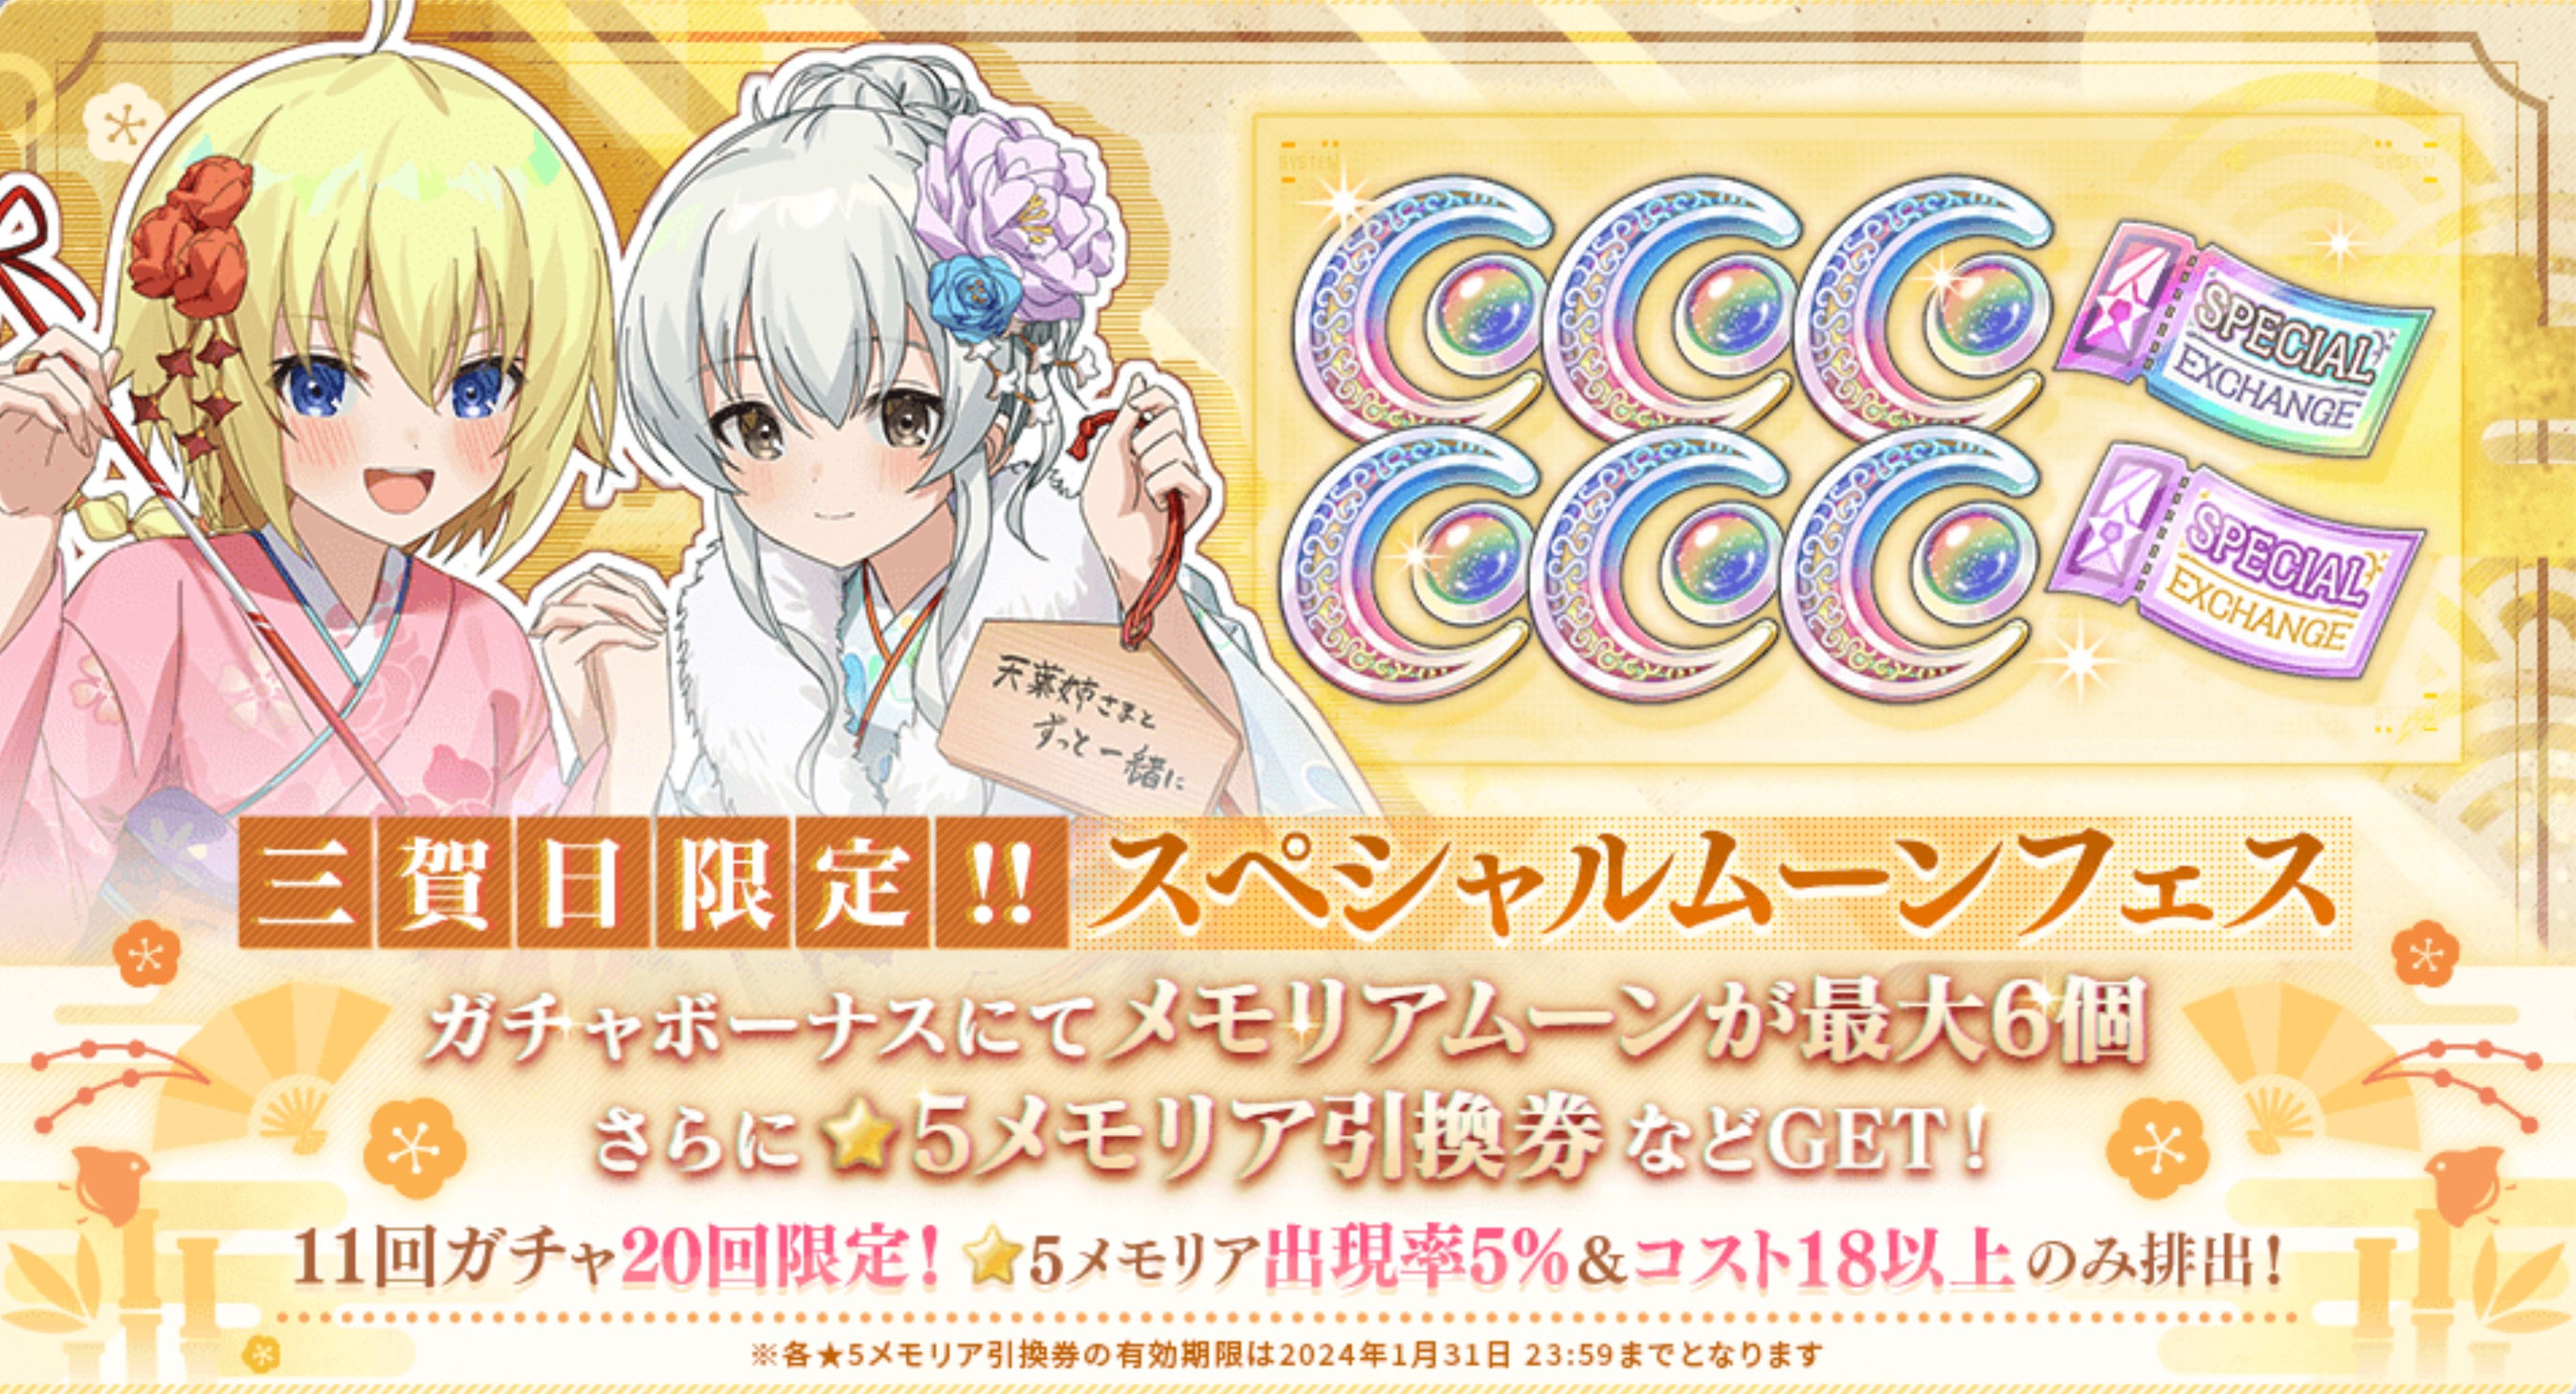 SPECIAL
EXCHANGE
SPECIAL
EXCHANGE
天葉姉さまと
ずっと一緒に
三賀日限定!! スペシャルムーンフェス
ガチャボーナスにてメモリアムーンが最大6個
さらに★5メモリア引換券などGET!
11回ガチャ20回限定! ★5メモリア出現率5%&コスト18以上のみ排出!
※各★5メモリア引換券の有効期限は2024年1月31日 23:59までとなります